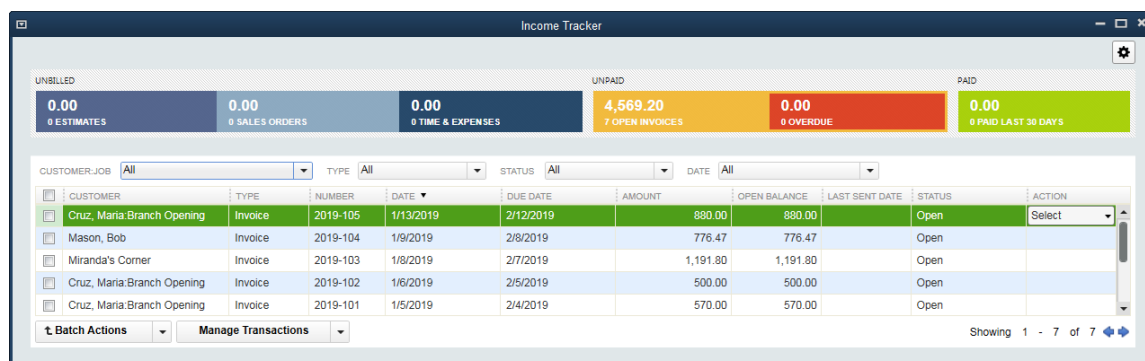 Income Tracker
UNBILLED UNPAID PAID
0.00 0.00 0.00 4,569.20 0.00 0.00
0 ESTIMATES 0 SALES ORDERS 0 TIME & EXPENSES 7 OPEN INVOICES 0 OVERDUE 0 PAID LAST 30 DAYS
CUSTOMER:JOB All TYPE All STATUS All DATE All
CUSTOMER TYPE NUMBER DATE DUE DATE AMOUNT OPEN BALANCE LAST SENT DATE STATUS ACTION
Cruz, Maria:Branch Opening Invoice 2019-105 1/13/2019 2/12/2019 880.00 880.00 Open Select
Mason, Bob Invoice 2019-104 1/9/2019 2/8/2019 776.47 776.47 Open
Miranda's Corner Invoice 2019-103 1/8/2019 2/7/2019 1,191.80 1,191.80 Open
Cruz, Maria:Branch Opening Invoice 2019-102 1/6/2019 2/5/2019 500.00 500.00 Open
Cruz, Maria:Branch Opening Invoice 2019-101 1/5/2019 2/4/2019 570.00 570.00 Open
Batch Actions Manage Transactions Showing 1 - 7 of 7